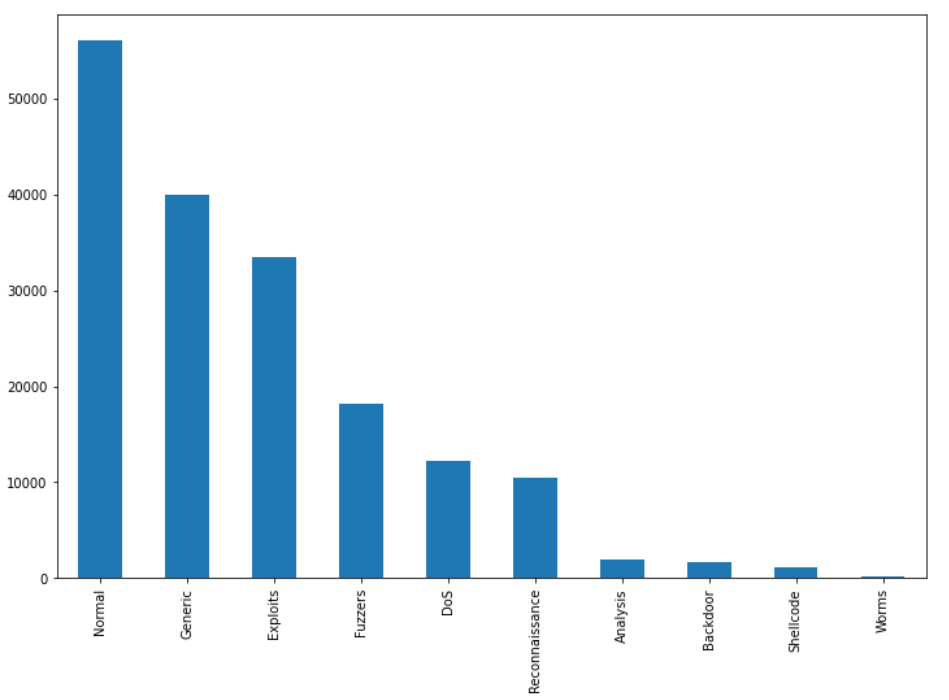 50000
40000
30000
20000
10000
0
Normal
Generic
Exploits
Fuzzers
DoS
Reconnaissance
Analysis
Backdoor
Shellcode
Worms